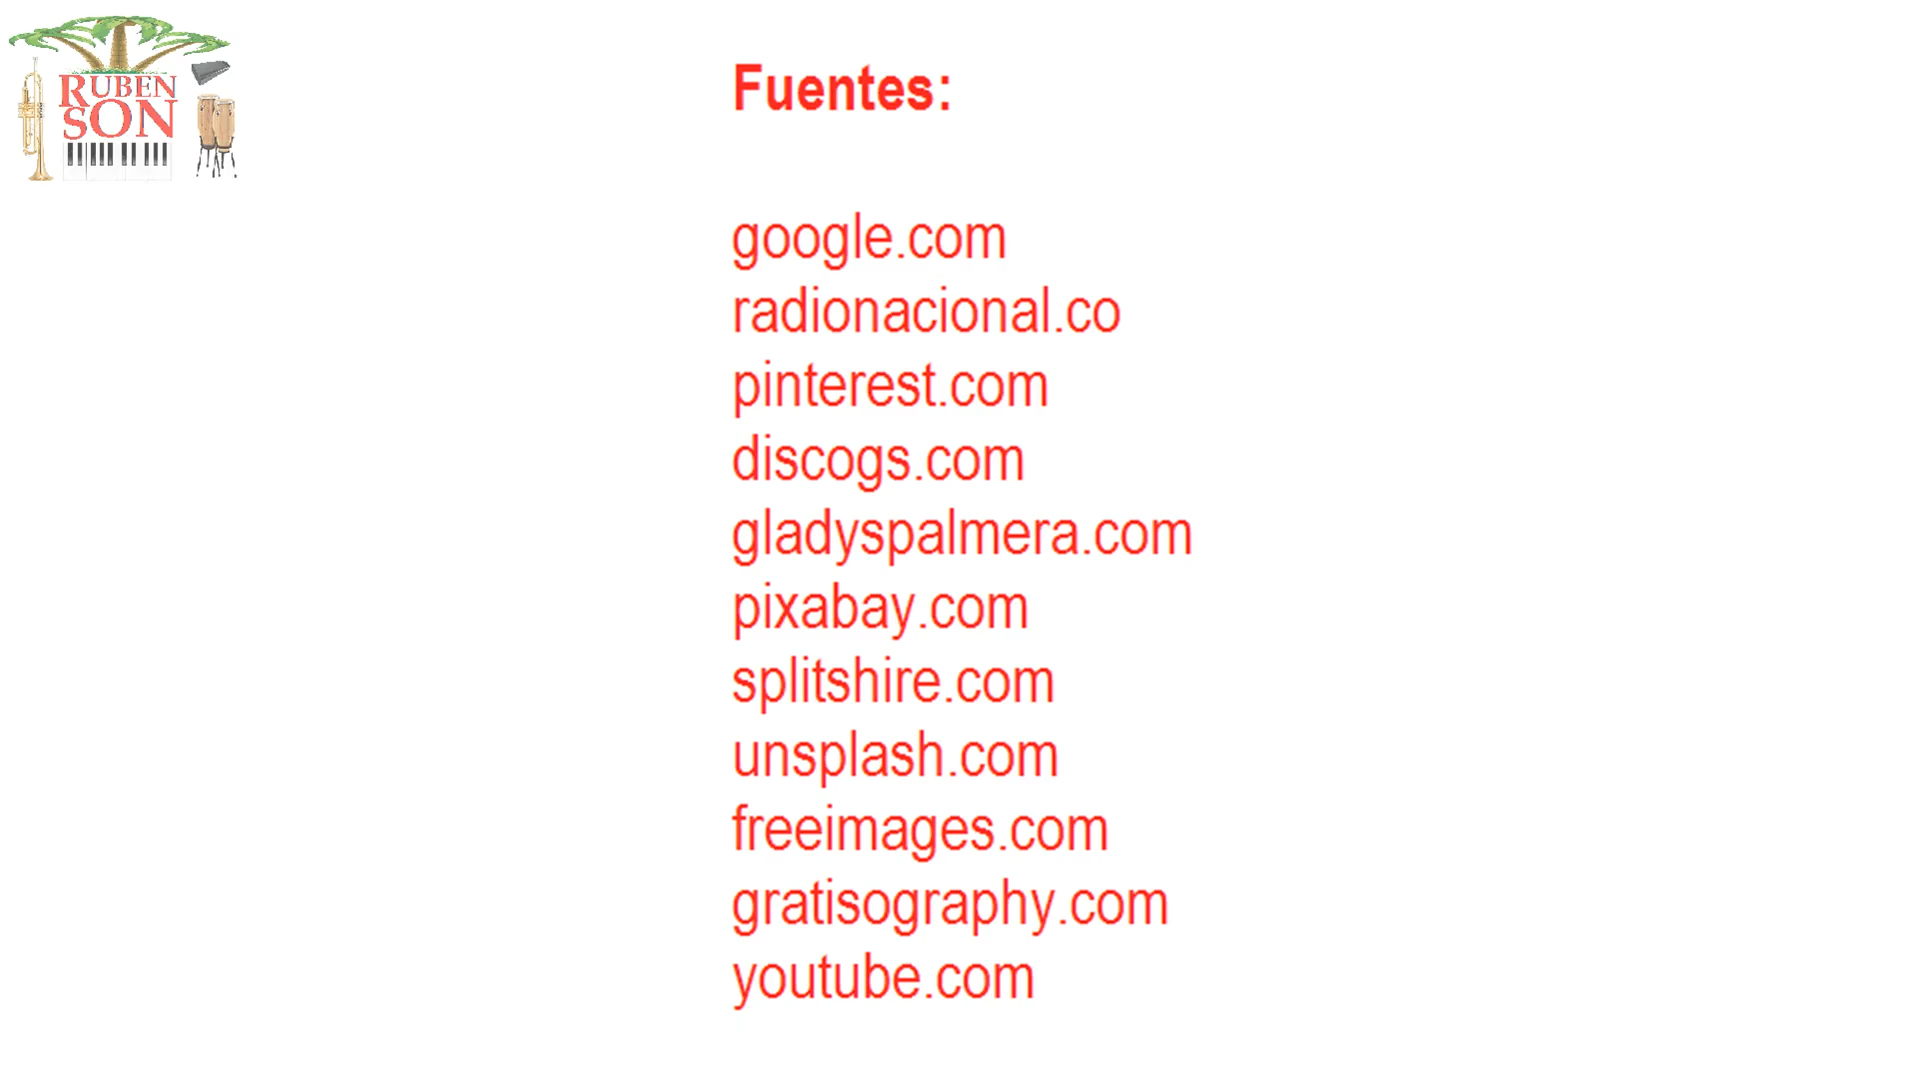 RUBEN
SON
Fuentes:
google.com
radionacional.co
pinterest.com
discogs.com
gladyspalmera.com
pixabay.com
splitshire.com
unsplash.com
freeimages.com
gratisography.com
youtube.com